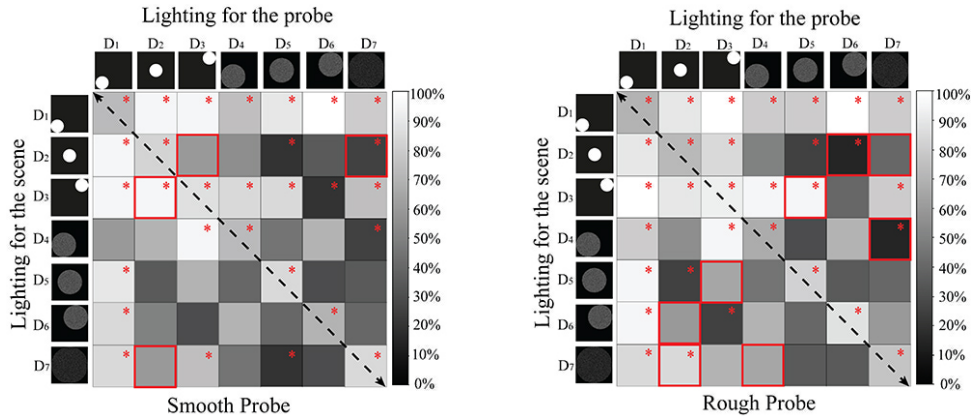 Lighting for the probe
D1 D2 D3 D4 D5 D6 D7
Lighting for the scene
D1
D2
D3
D4
D5
D6
D7
* * * * * * *
* * * *
* * * * * * *
* * *
* *
* *
* * * *
100%
90%
80%
70%
60%
50%
40%
30%
20%
10%
0%
Smooth Probe
Lighting for the probe
D1 D2 D3 D4 D5 D6 D7
Lighting for the scene
D1
D2
D3
D4
D5
D6
D7
* * * * * * *
* * * * *
* * * * * *
* * * *
* * *
* * *
* * *
100%
90%
80%
70%
60%
50%
40%
30%
20%
10%
0%
Rough Probe